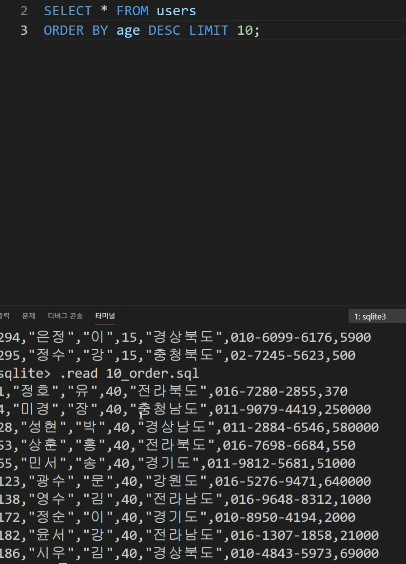 2 SELECT * FROM users
3 ORDER BY age DESC LIMIT 10;
문제 디버그 콘솔 터미널 1: sqlite3
294,"은정","이",15,"경상북도",010-6099-6176,5900
295,"정수","강",15,"충청북도",02-7245-5623,500
sqlite> .read 10_order.sql
1,"정호","유",40,"전라북도",016-7280-2855,370
4,"미경","장",40,"충청남도",011-9079-4419,250000
28,"성현","박",40,"경상남도",011-2884-6546,580000
53,"상훈","홍",40,"전라북도",016-7698-6684,550
65,"민서","송",40,"경기도",011-9812-5681,51000
123,"광수","문",40,"강원도",016-5276-9471,640000
138,"영수","김",40,"전라남도",016-9648-8312,1000
172,"정순","이",40,"경기도",010-8950-4194,2000
182,"윤서","강",40,"전라남도",016-1307-1858,21000
186,"시우","김",40,"경상북도",010-4843-5973,69000